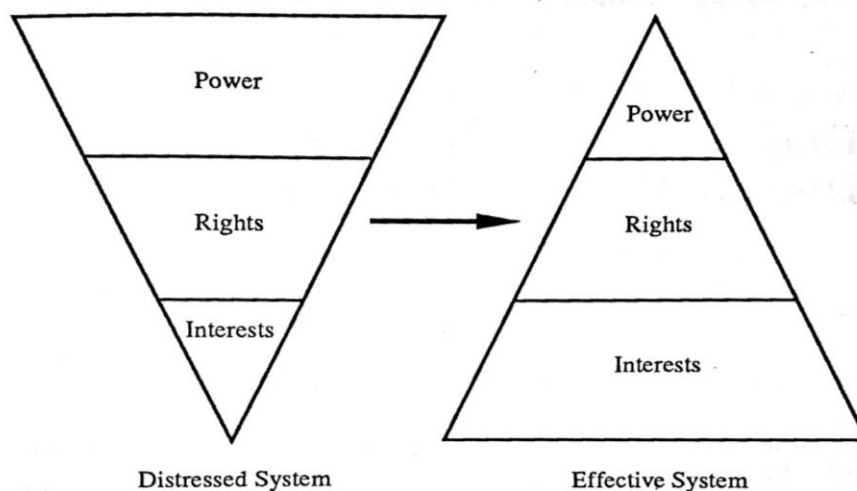 Power
Rights
Interests
Distressed System
Power
Rights
Interests
Effective System